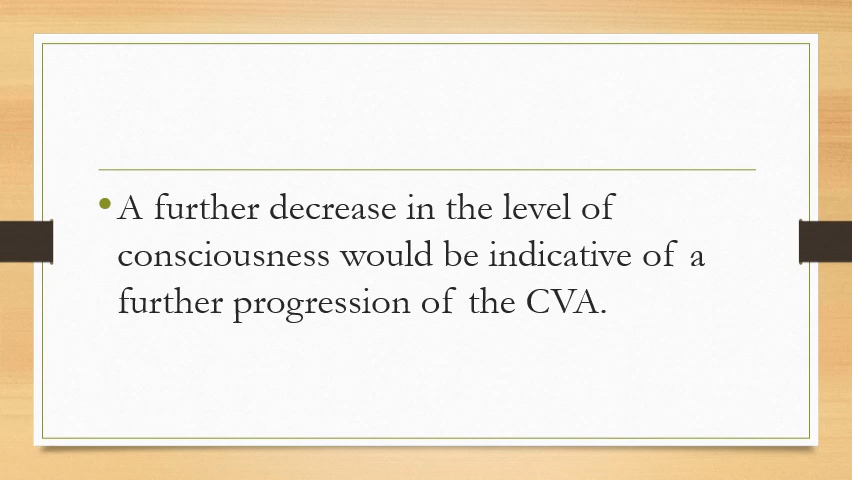 • A further decrease in the level of
consciousness would be indicative of a
further progression of the CVA.